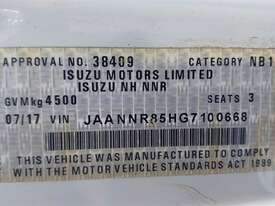 APPROVAL NO. 38409 CATEGORY NB1
ISUZU MOTORS LIMITED
ISUZU NH NNR
GVMkg 4500 SEATS 3
07/17 VIN JAANNR85HG7100668
THIS VEHICLE WAS MANUFACTURED TO COMPLY
WITH THE MOTOR VEHICLE STANDARDS ACT 1989